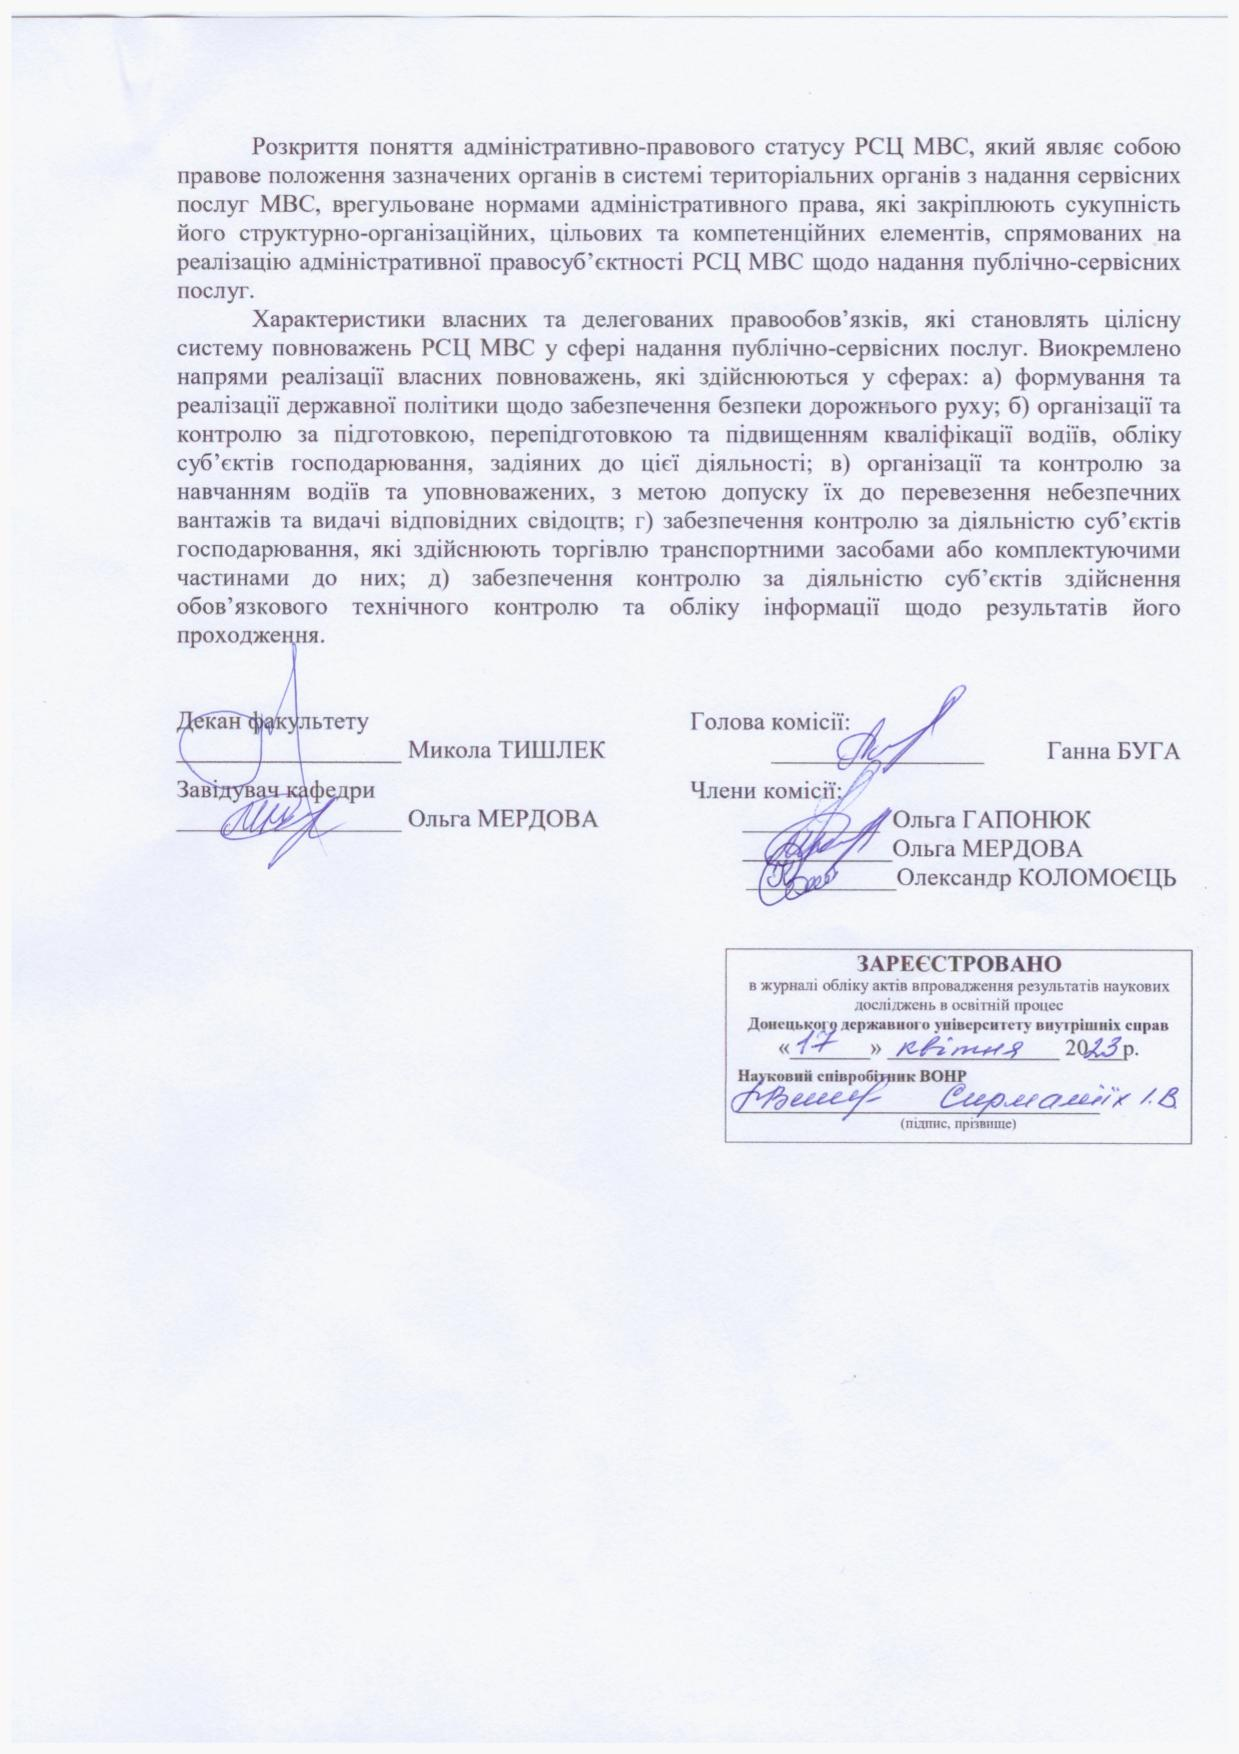 Розкриття поняття адміністративно-правового статусу РСЦ МВС, який являє собою
правове положення зазначених органів в системі територіальних органів з надання сервісних
послуг МВС, врегульоване нормами адміністративного права, які закріплюють сукупність
його структурно-організаційних, цільових та компетенційних елементів, спрямованих на
реалізацію адміністративної правосуб’єктності РСЦ МВС щодо надання публічно-сервісних
послуг.
Характеристики власних та делегованих правообов’язків, які становлять цілісну
систему повноважень РСЦ МВС у сфері надання публічно-сервісних послуг. Виокремлено
напрями реалізації власних повноважень, які здійснюються у сферах: а) формування та
реалізації державної політики щодо забезпечення безпеки дорожнього руху; б) організації та
контролю за підготовкою, перепідготовкою та підвищенням кваліфікації водіїв, обліку
суб’єктів господарювання, задіяних до цієї діяльності; в) організації та контролю за
навчанням водіїв та уповноважених, з метою допуску їх до перевезення небезпечних
вантажів та видачі відповідних свідоцтв; г) забезпечення контролю за діяльністю суб’єктів
господарювання, які здійснюють торгівлю транспортними засобами або комплектуючими
частинами до них; д) забезпечення контролю за діяльністю суб’єктів здійснення
обов’язкового технічного контролю та обліку інформації щодо результатів його
проходження.
Декан факультету
Микола ТИШЛЕК
Завідувач кафедри
Ольга МЕРДОВА
Голова комісії:
Ганна БУГА
Члени комісії:
Ольга ГАПОНЮК
Ольга МЕРДОВА
Олександр КОЛОМОЄЦЬ
ЗАРЕЄСТРОВАНО
в журналі обліку актів впровадження результатів наукових
досліджень в освітній процес
Донецького державного університету внутрішніх справ
«17» квітня 2023 р.
Науковий співробітник ВОНР
І.В.
(підпис, прізвище)